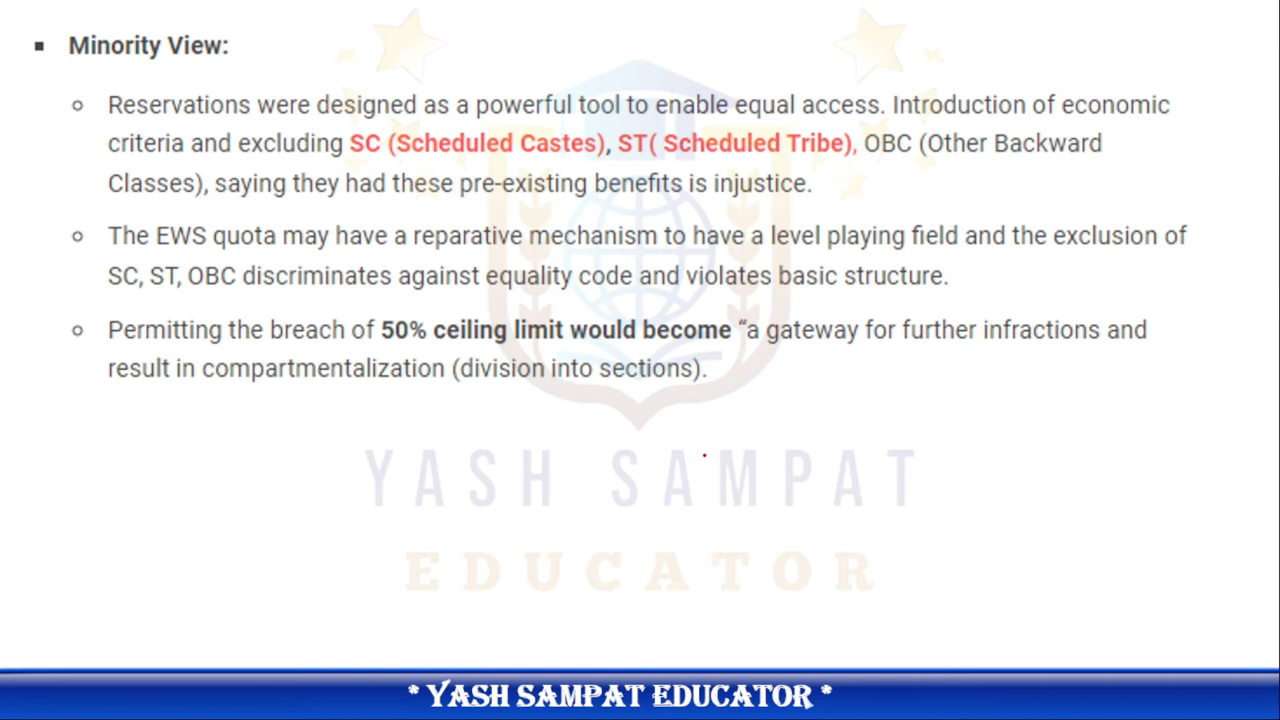 Minority View:
Reservations were designed as a powerful tool to enable equal access. Introduction of economic
criteria and excluding SC (Scheduled Castes), ST( Scheduled Tribe), OBC (Other Backward
Classes), saying they had these pre-existing benefits is injustice.
The EWS quota may have a reparative mechanism to have a level playing field and the exclusion of
SC, ST, OBC discriminates against equality code and violates basic structure.
Permitting the breach of 50% ceiling limit would become “a gateway for further infractions and
result in compartmentalization (division into sections).
YASH SAMPAT
EDUCATOR
* YASH SAMPAT EDUCATOR *